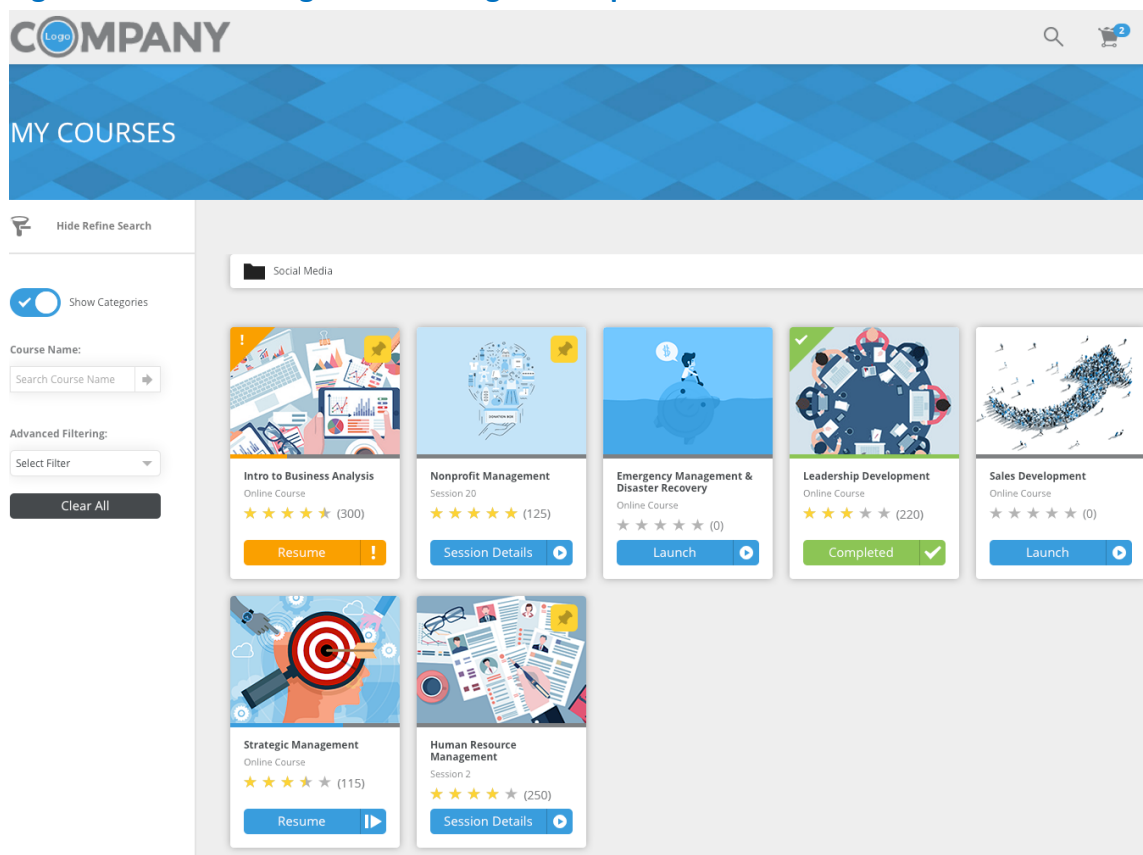 COMPANY
Logo
2
MY COURSES
Hide Refine Search
Show Categories
Course Name:
Search Course Name
Advanced Filtering:
Select Filter
Clear All
Social Media
!
Intro to Business Analysis
Online Course
(300)
Resume !
DONATION BOX
Nonprofit Management
Session 20
(125)
Session Details
Emergency Management &
Disaster Recovery
Online Course
(0)
Launch
Leadership Development
Online Course
(220)
Completed
Sales Development
Online Course
(0)
Launch
Strategic Management
Online Course
(115)
Resume
Human Resource
Management
Session 2
(250)
Session Details